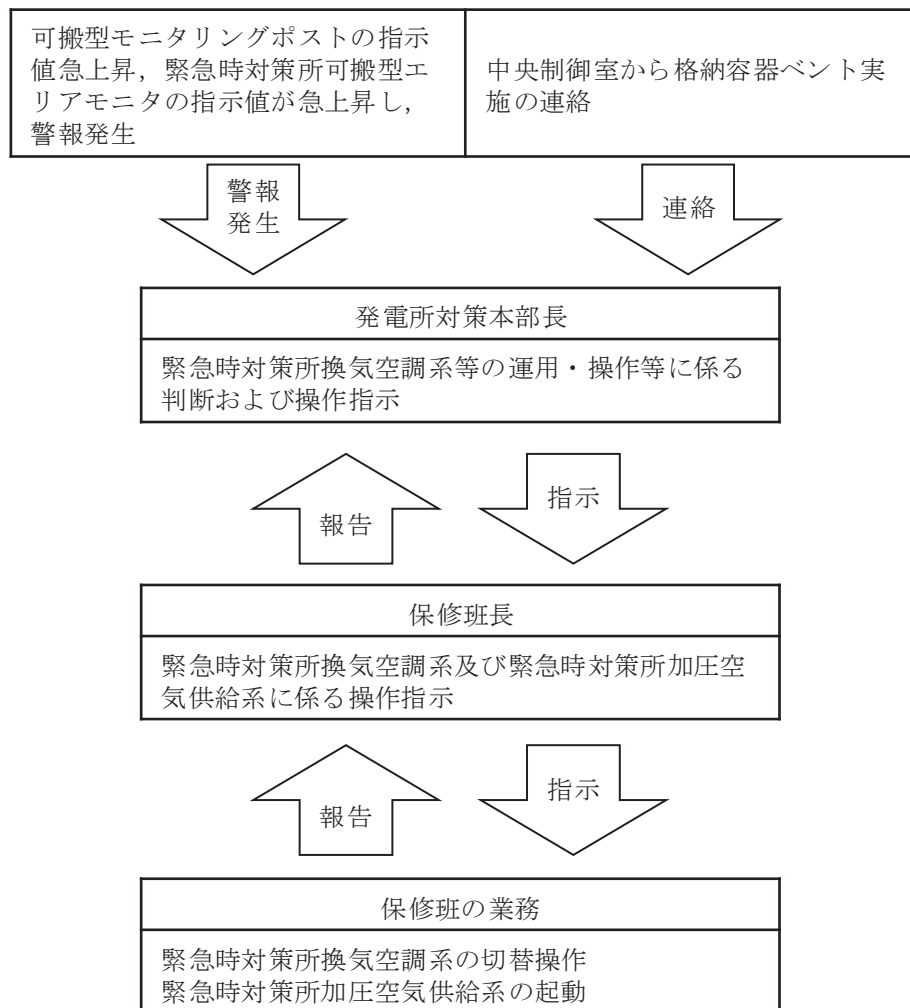 可搬型モニタリングポストの指示
値急上昇，緊急時対策所可搬型エ
リアモニタの指示値が急上昇し，
警報発生
中央制御室から格納容器ベント実
施の連絡
警報
発生
連絡
発電所対策本部長
緊急時対策所換気空調系等の運用・操作等に係る
判断および操作指示
報告
指示
保修班長
緊急時対策所換気空調系及び緊急時対策所加圧空
気供給系に係る操作指示
報告
指示
保修班の業務
緊急時対策所換気空調系の切替操作
緊急時対策所加圧空気供給系の起動